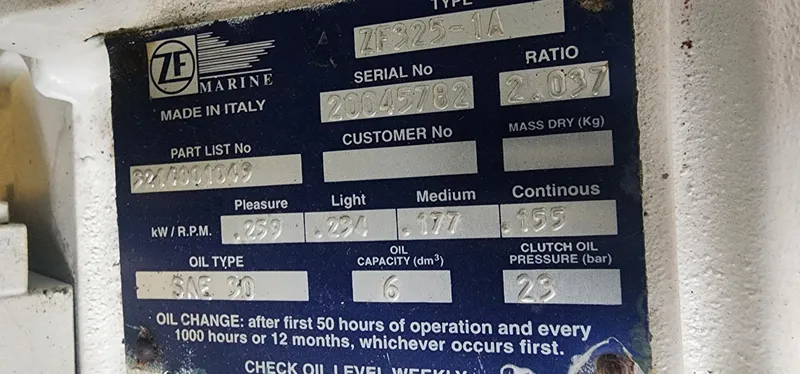 TYPE
ZF325-1A
ZF MARINE
MADE IN ITALY
SERIAL No
20045782
RATIO
2.037
PART LIST No
3214001049
CUSTOMER No
MASS DRY (Kg)
Pleasure Light Medium Continous
kW / R.P.M. .259 .234 .177 .155
OIL TYPE
SAE 30
OIL
CAPACITY (dm³)
6
CLUTCH OIL
PRESSURE (bar)
23
OIL CHANGE: after first 50 hours of operation and every
1000 hours or 12 months, whichever occurs first.
CHECK OIL LEVEL WEEKLY